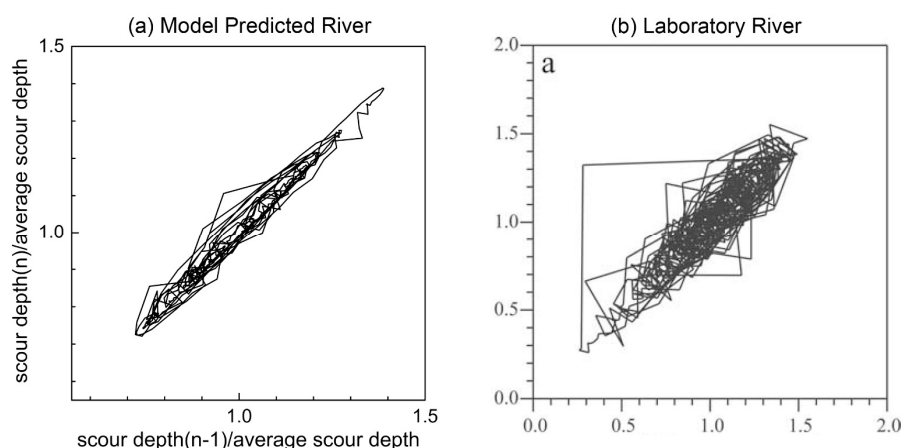 (a) Model Predicted River
1.5
1.0
scour depth(n)/average scour depth
1.0
1.5
scour depth(n-1)/average scour depth
(b) Laboratory River
2.0
a
1.5
1.0
0.5
0.0
0.0
0.5
1.0
1.5
2.0